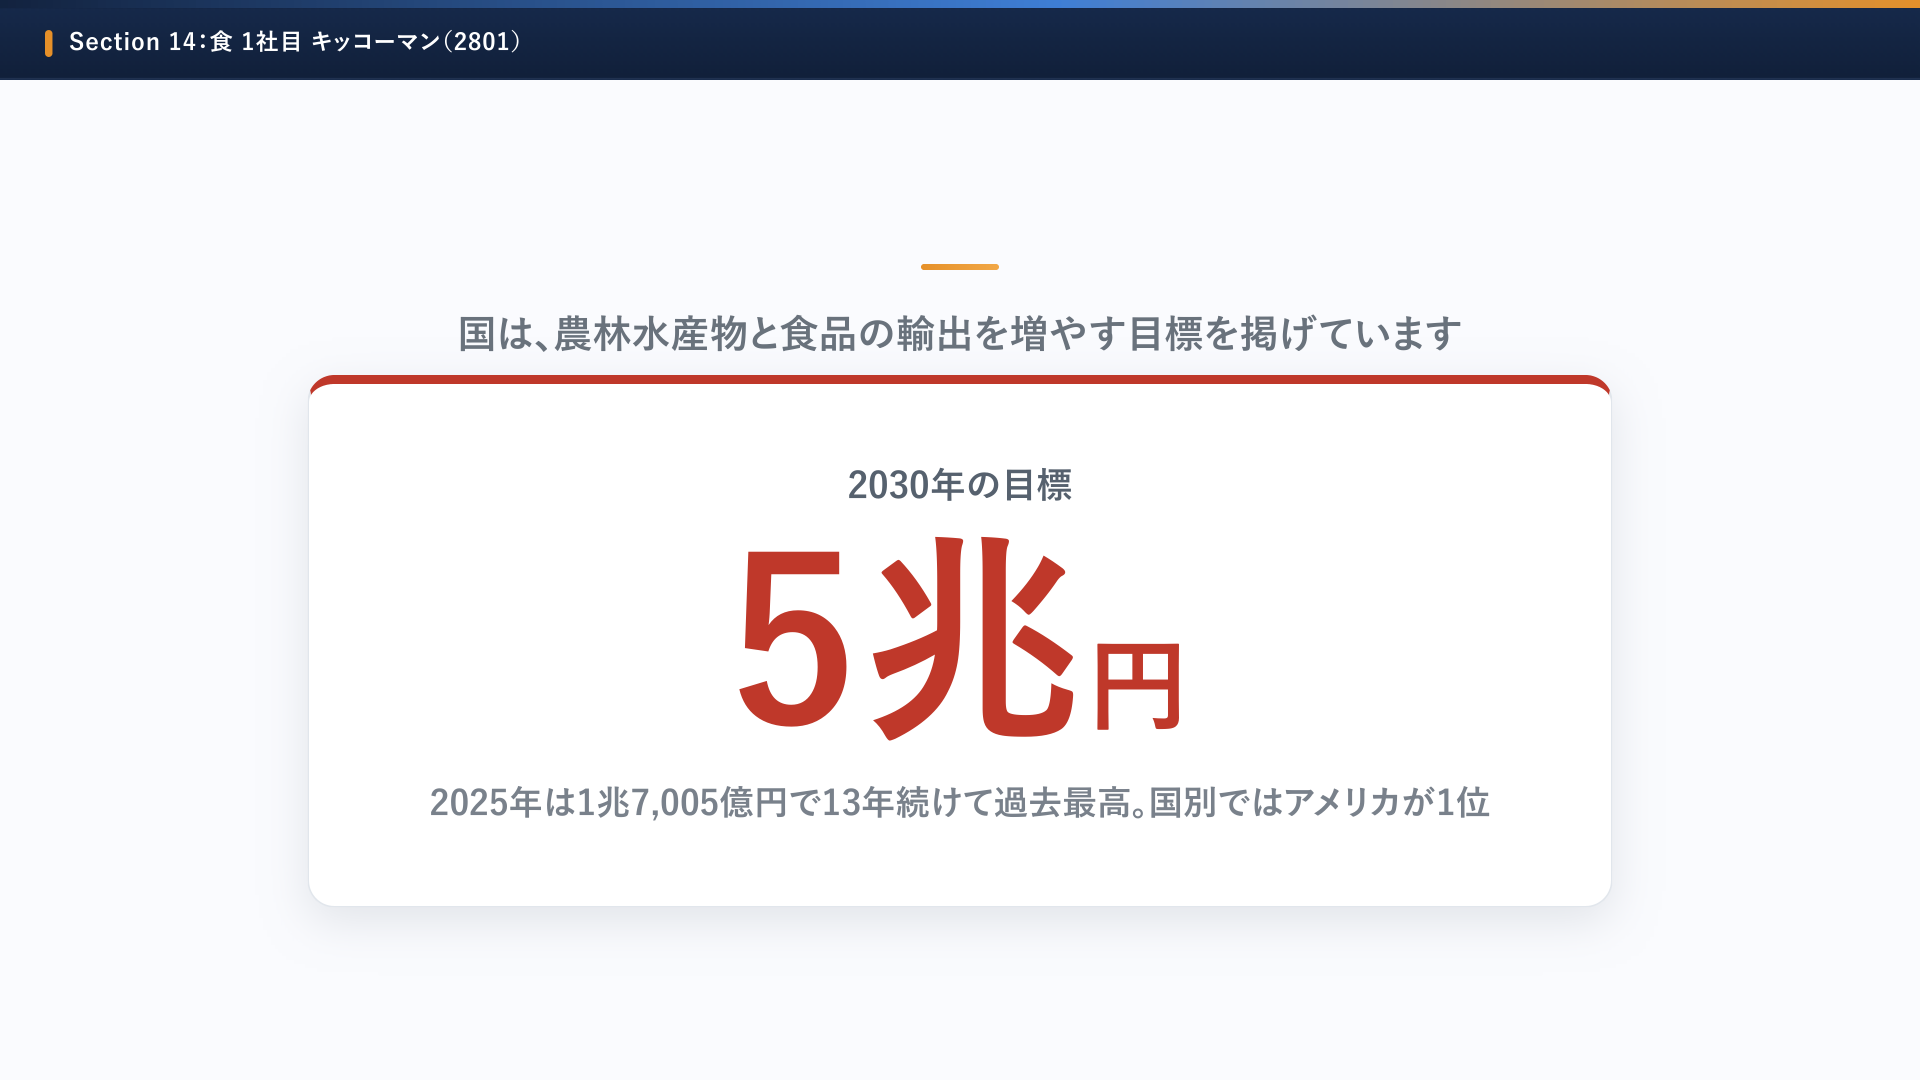 Section 14：食 1社目 キッコーマン（2801）
国は、農林水産物と食品の輸出を増やす目標を掲げています
2030年の目標
5兆円
2025年は1兆7,005億円で13年続けて過去最高。国別ではアメリカが1位